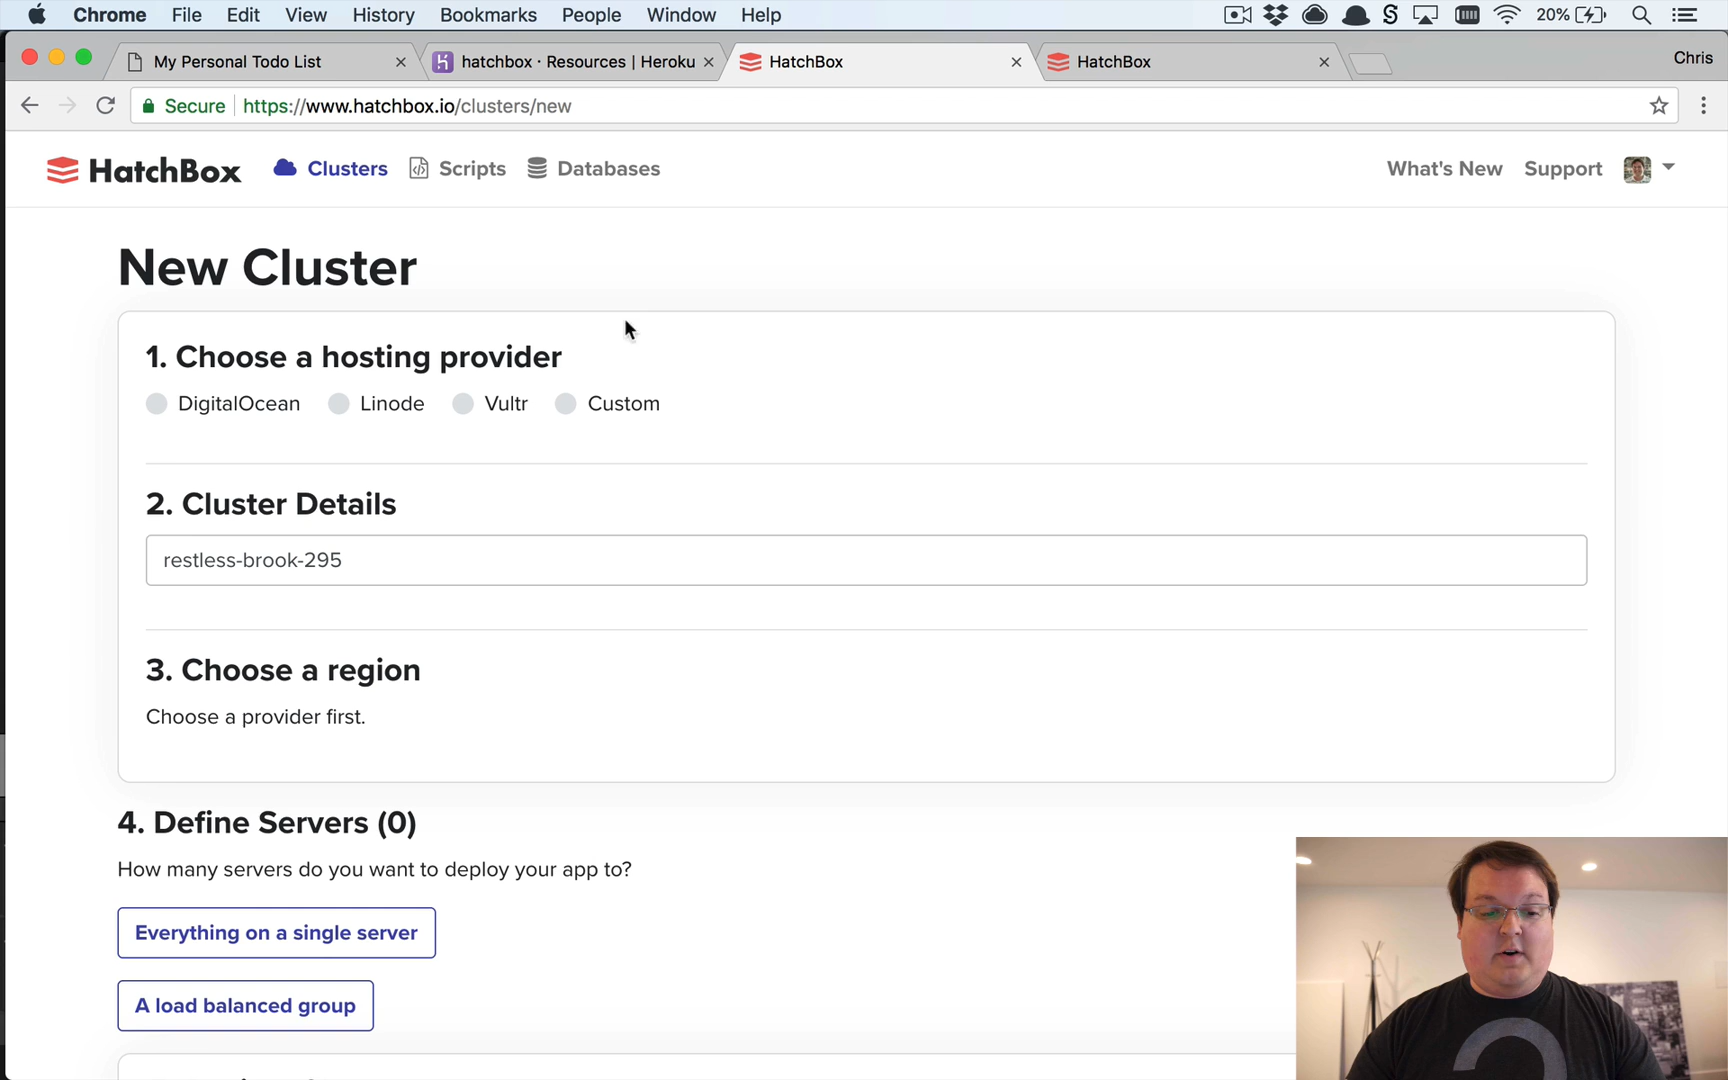 Chrome File Edit View History Bookmarks People Window Help 20%
My Personal Todo List hatchbox · Resources | Heroku HatchBox HatchBox Chris
Secure https://www.hatchbox.io/clusters/new
HatchBox Clusters Scripts Databases What's New Support
New Cluster
1. Choose a hosting provider
DigitalOcean Linode Vultr Custom
2. Cluster Details
restless-brook-295
3. Choose a region
Choose a provider first.
4. Define Servers (0)
How many servers do you want to deploy your app to?
Everything on a single server
A load balanced group